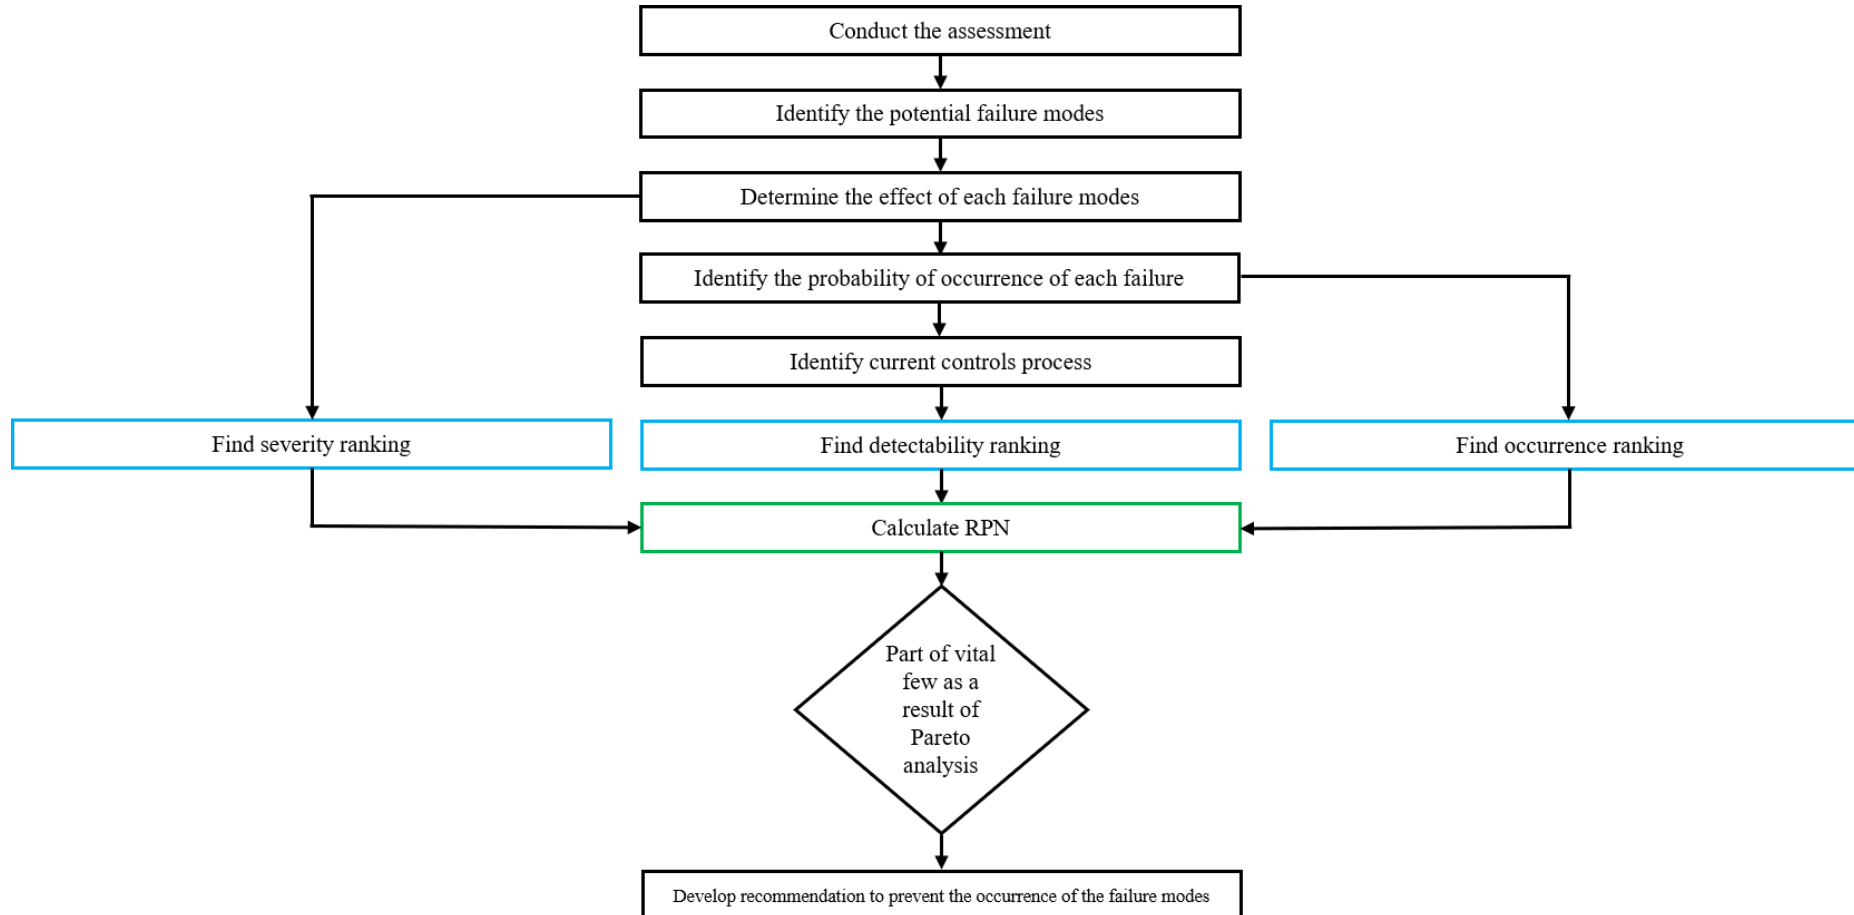 Conduct the assessment
Identify the potential failure modes
Determine the effect of each failure modes
Identify the probability of occurrence of each failure
Identify current controls process
Find severity ranking
Find detectability ranking
Find occurrence ranking
Calculate RPN
Part of vital
few as a
result of
Pareto
analysis
Develop recommendation to prevent the occurrence of the failure modes